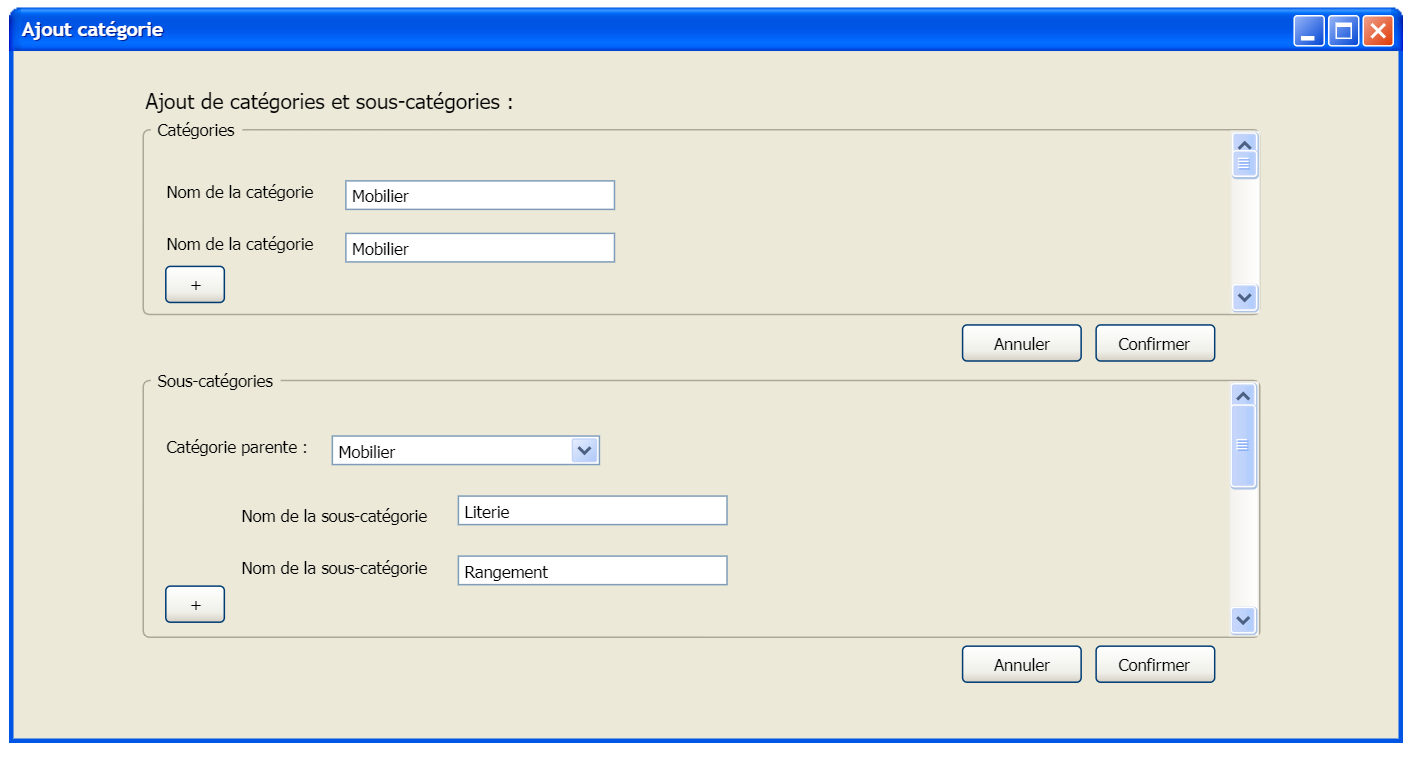 Ajout catégorie
Ajout de catégories et sous-catégories :
Catégories
Nom de la catégorie Mobilier
Nom de la catégorie Mobilier
+
Annuler Confirmer
Sous-catégories
Catégorie parente : Mobilier
Nom de la sous-catégorie Literie
Nom de la sous-catégorie Rangement
+
Annuler Confirmer